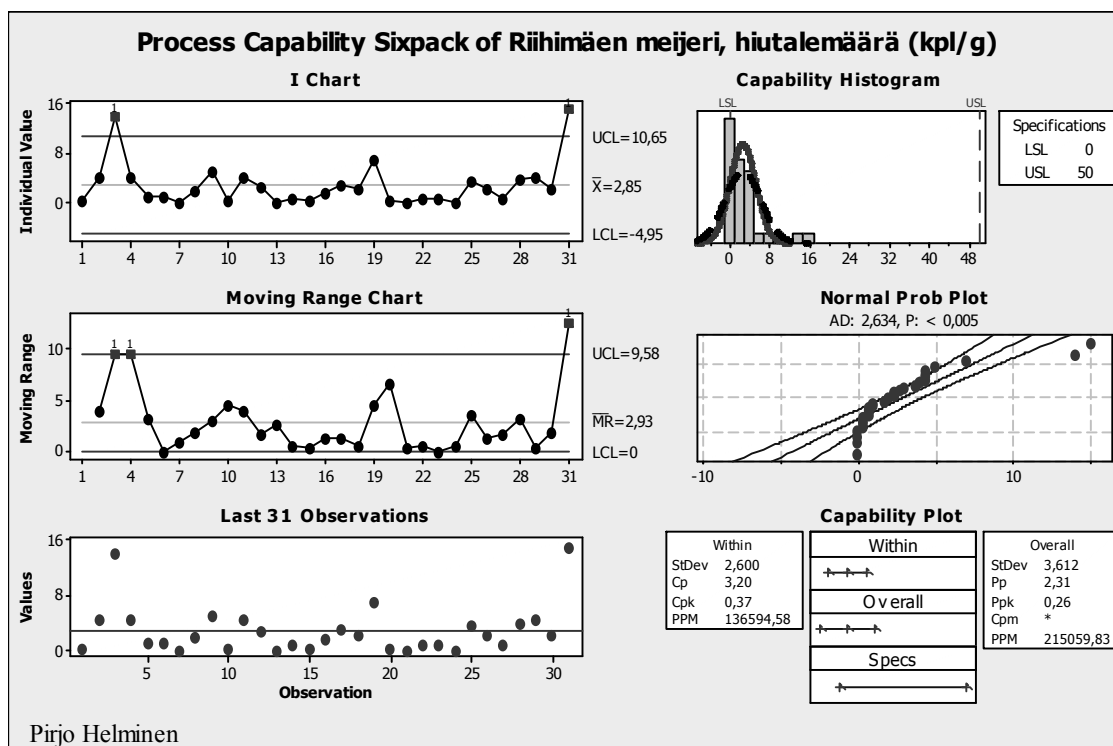 Process Capability Sixpack of Riihimäen meijeri, hiutalemäärä (kpl/g)
I Chart
Individual Value
16
8
0
1
1
UCL=10,65
X=2,85
LCL=-4,95
1 4 7 10 13 16 19 22 25 28 31
Capability Histogram
LSL
USL
0 8 16 24 32 40 48
Specifications
LSL 0
USL 50
Moving Range Chart
Moving Range
10
5
0
1
1
1
UCL=9,58
MR=2,93
LCL=0
1 4 7 10 13 16 19 22 25 28 31
Normal Prob Plot
AD: 2,634, P: < 0,005
-10 0 10
Last 31 Observations
Values
16
8
0
5 10 15 20 25 30
Observation
Capability Plot
Within
StDev 2,600
Cp 3,20
Cpk 0,37
PPM 136594,58
Within
Overall
Specs
Overall
StDev 3,612
Pp 2,31
Ppk 0,26
Cpm *
PPM 215059,83
Pirjo Helminen